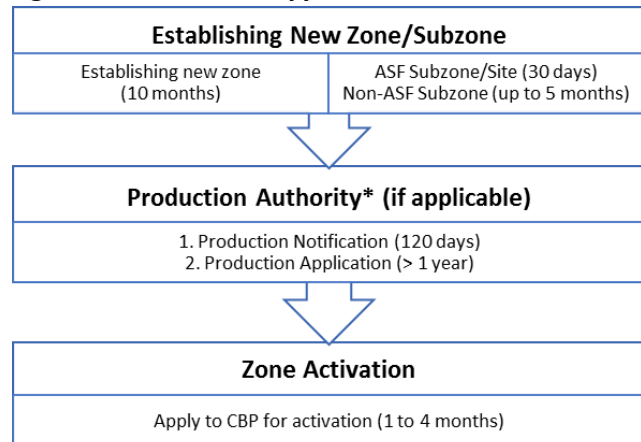 Establishing New Zone/Subzone
Establishing new zone
(10 months)
ASF Subzone/Site (30 days)
Non-ASF Subzone (up to 5 months)
Production Authority* (if applicable)
1. Production Notification (120 days)
2. Production Application (> 1 year)
Zone Activation
Apply to CBP for activation (1 to 4 months)